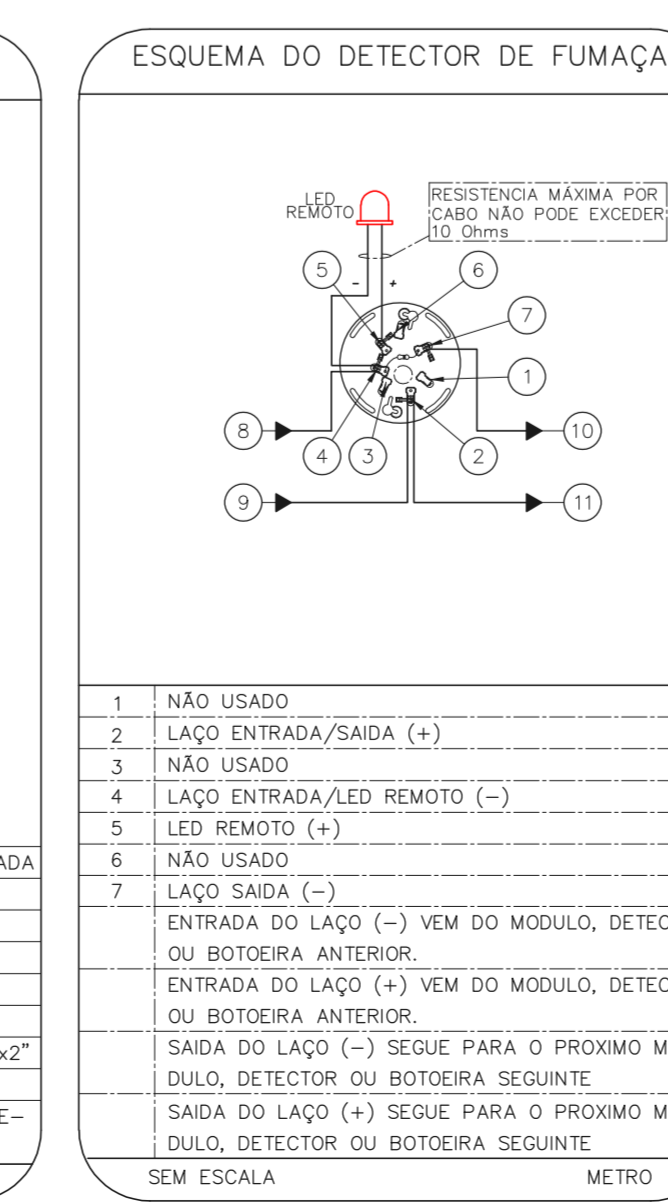 ESQUEMA DO DETECTOR DE FUMAÇA
LED
REMOTO
RESISTENCIA MÁXIMA POR
CABO NÃO PODE EXCEDER
10 Ohms
5
6
- +
7
1
8
10
4
3
2
9
11
1 NÃO USADO
2 LAÇO ENTRADA/SAIDA (+)
3 NÃO USADO
4 LAÇO ENTRADA/LED REMOTO (−)
5 LED REMOTO (+)
6 NÃO USADO
7 LAÇO SAIDA (−)
ENTRADA DO LAÇO (−) VEM DO MODULO, DETEC
OU BOTOEIRA ANTERIOR.
ENTRADA DO LAÇO (+) VEM DO MODULO, DETEC
OU BOTOEIRA ANTERIOR.
SAIDA DO LAÇO (−) SEGUE PARA O PROXIMO M
DULO, DETECTOR OU BOTOEIRA SEGUINTE
SAIDA DO LAÇO (+) SEGUE PARA O PROXIMO M
DULO, DETECTOR OU BOTOEIRA SEGUINTE
SEM ESCALA METRO
ADA
x2"
E−